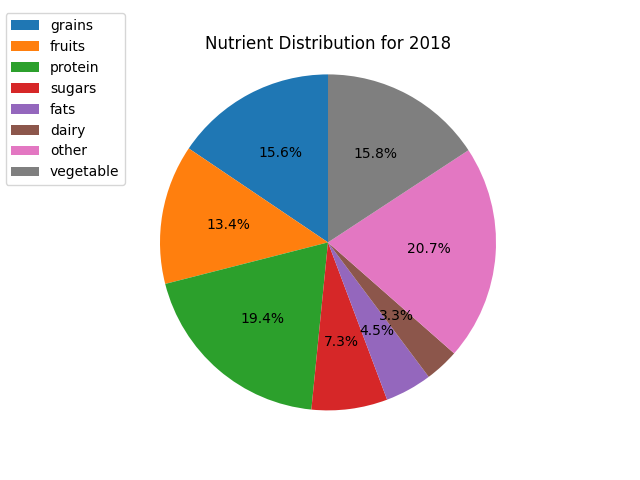 Nutrient Distribution for 2018
grains
fruits
protein
sugars
fats
dairy
other
vegetable
15.6%
15.8%
13.4%
20.7%
19.4%
3.3%
4.5%
7.3%